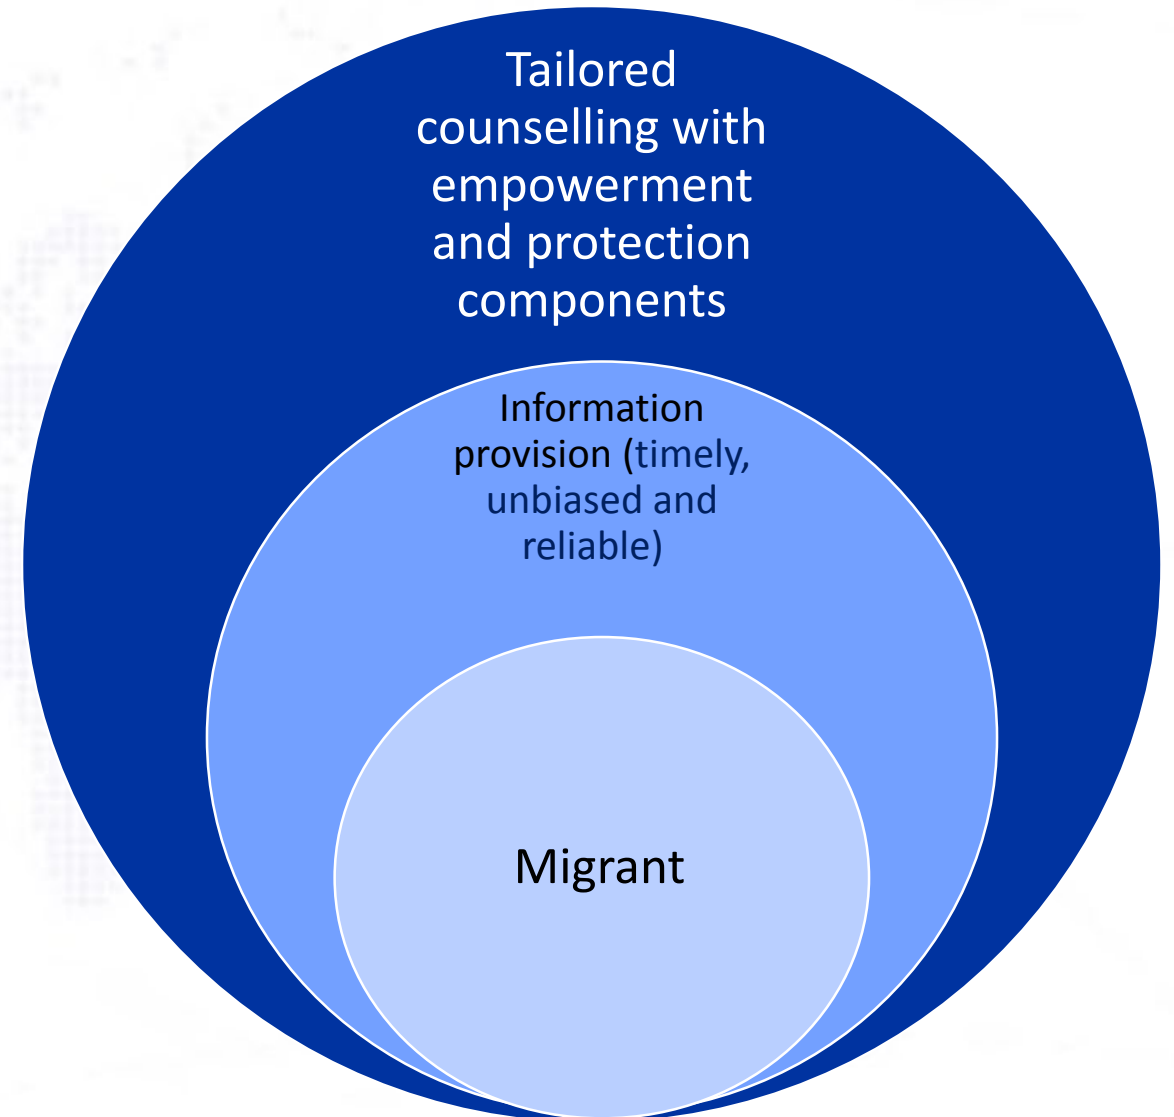 Tailored
counselling with
empowerment
and protection
components
Information
provision (timely,
unbiased and
reliable)
Migrant